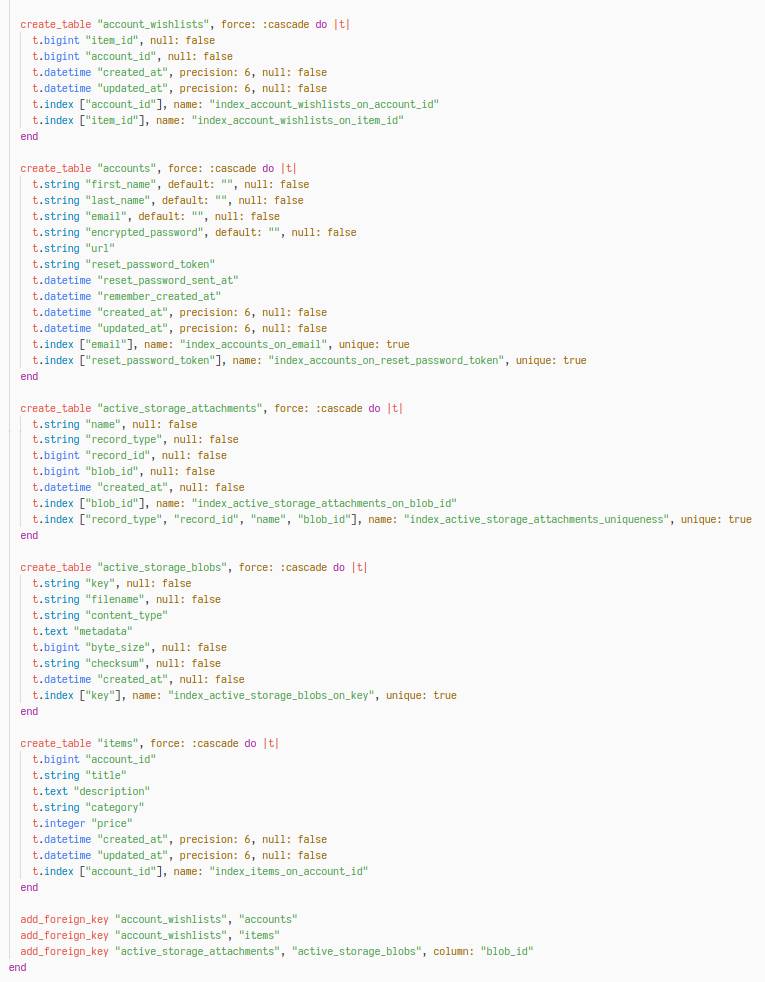 create_table "account_wishlists", force: :cascade do |t|
t.bigint "item_id", null: false
t.bigint "account_id", null: false
t.datetime "created_at", precision: 6, null: false
t.datetime "updated_at", precision: 6, null: false
t.index ["account_id"], name: "index_account_wishlists_on_account_id"
t.index ["item_id"], name: "index_account_wishlists_on_item_id"
end
create_table "accounts", force: :cascade do |t|
t.string "first_name", default: "", null: false
t.string "last_name", default: "", null: false
t.string "email", default: "", null: false
t.string "encrypted_password", default: "", null: false
t.string "url"
t.string "reset_password_token"
t.datetime "reset_password_sent_at"
t.datetime "remember_created_at"
t.datetime "created_at", precision: 6, null: false
t.datetime "updated_at", precision: 6, null: false
t.index ["email"], name: "index_accounts_on_email", unique: true
t.index ["reset_password_token"], name: "index_accounts_on_reset_password_token", unique: true
end
create_table "active_storage_attachments", force: :cascade do |t|
t.string "name", null: false
t.string "record_type", null: false
t.bigint "record_id", null: false
t.bigint "blob_id", null: false
t.datetime "created_at", null: false
t.index ["blob_id"], name: "index_active_storage_attachments_on_blob_id"
t.index ["record_type", "record_id", "name", "blob_id"], name: "index_active_storage_attachments_uniqueness", unique: true
end
create_table "active_storage_blobs", force: :cascade do |t|
t.string "key", null: false
t.string "filename", null: false
t.string "content_type"
t.text "metadata"
t.bigint "byte_size", null: false
t.string "checksum", null: false
t.datetime "created_at", null: false
t.index ["key"], name: "index_active_storage_blobs_on_key", unique: true
end
create_table "items", force: :cascade do |t|
t.bigint "account_id"
t.string "title"
t.text "description"
t.string "category"
t.integer "price"
t.datetime "created_at", precision: 6, null: false
t.datetime "updated_at", precision: 6, null: false
t.index ["account_id"], name: "index_items_on_account_id"
end
add_foreign_key "account_wishlists", "accounts"
add_foreign_key "account_wishlists", "items"
add_foreign_key "active_storage_attachments", "active_storage_blobs", column: "blob_id"
end